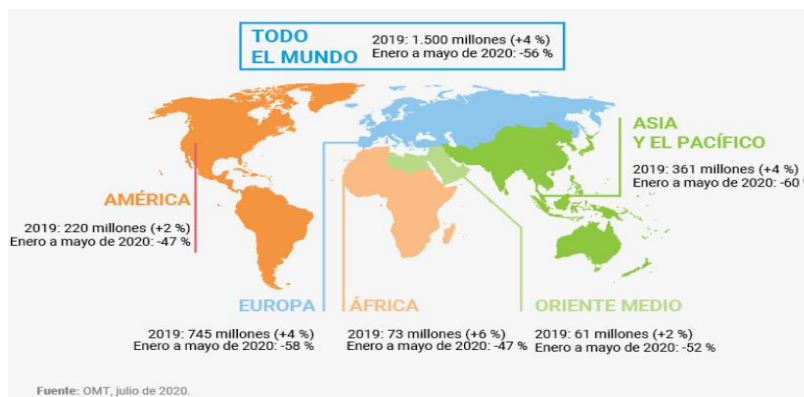 TODO
EL MUNDO
2019: 1.500 millones (+4 %)
Enero a mayo de 2020: -56 %
ASIA
Y EL PACÍFICO
2019: 361 millones (+4 %)
Enero a mayo de 2020: -60 %
AMÉRICA
2019: 220 millones (+2 %)
Enero a mayo de 2020: -47 %
EUROPA
2019: 745 millones (+4 %)
Enero a mayo de 2020: -58 %
ÁFRICA
2019: 73 millones (+6 %)
Enero a mayo de 2020: -47 %
ORIENTE MEDIO
2019: 61 millones (+2 %)
Enero a mayo de 2020: -52 %
Fuente: OMT, julio de 2020.